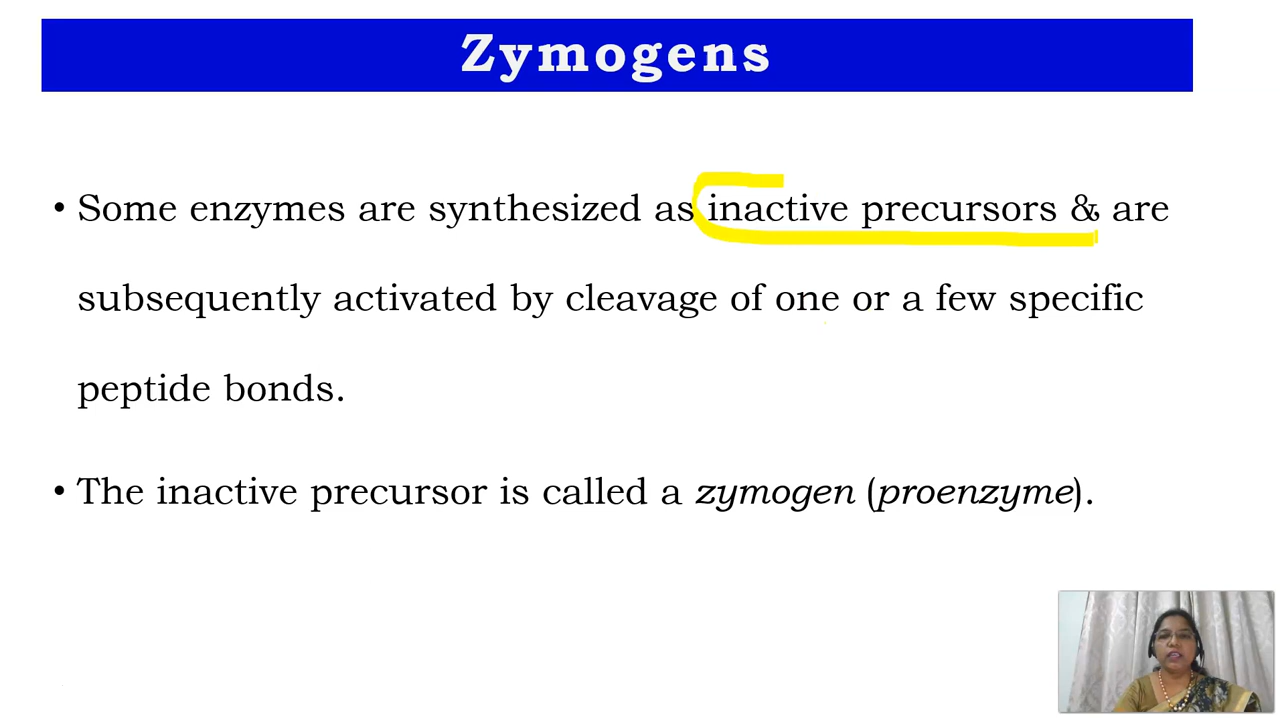 Zymogens
• Some enzymes are synthesized as inactive precursors & are
subsequently activated by cleavage of one or a few specific
peptide bonds.
• The inactive precursor is called a zymogen (proenzyme).